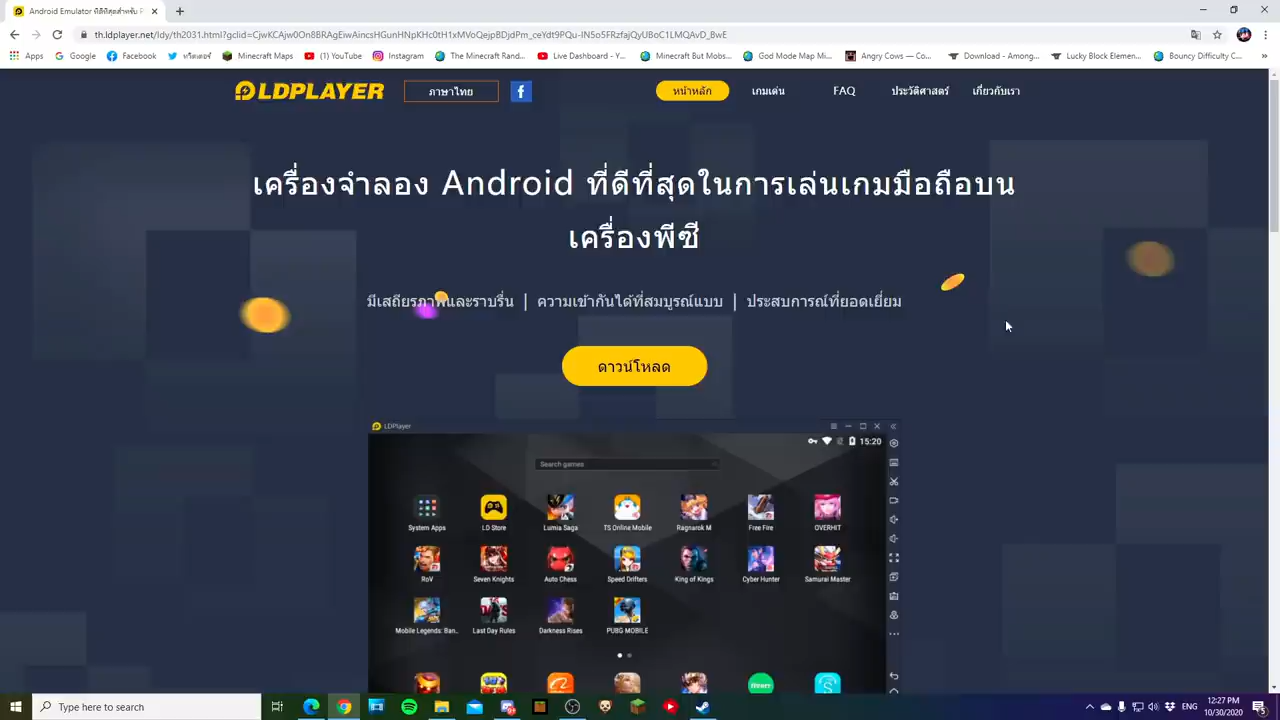 Android Emulator ที่ดีที่สุดสำหรับ P
th.ldplayer.net/ldy/th2031.html?gclid=CjwKCAjw0On8BRAgEiwAincsHGunHNpKHc0tH1xMVoQejpBDjdPm_
Apps
Google
Facebook
ทวิตเตอร์
Minecraft Maps
(1) YouTube
Instagram
The Minecraft Rand...
Live Dashboard - Y...
Minecraft But Mobs...
God Mode Map Mi...
Angry Cows — Co...
Download - Among...
Lucky Block Elemen...
Bouncy Difficulty C...
LDPLAYER
ภาษาไทย
หน้าหลัก
เกมเด่น
FAQ
ประวัติศาสตร์
เกี่ยวกับเรา
เครื่องจำลอง Android ที่ดีที่สุดในการเล่นเกมมือถือบน
เครื่องพีซี
มีเสถียรภาพและราบรื่น | ความเข้ากันได้ที่สมบูรณ์แบบ | ประสบการณ์ที่ยอดเยี่ยม
ดาวน์โหลด
LDPlayer
15:20
Search games
System Apps
LD Store
Lumia Saga
TS Online Mobile
Ragnarok M
Free Fire
OVERHIT
RoV
Seven Knights
Auto Chess
Speed Drifters
King of Kings
Cyber Hunter
Samurai Master
Mobile Legends: Ban..
Last Day Rules
Darkness Rises
PUBG MOBILE
fiverr
Type here to search
ENG
12:27 PM
10/30/2020